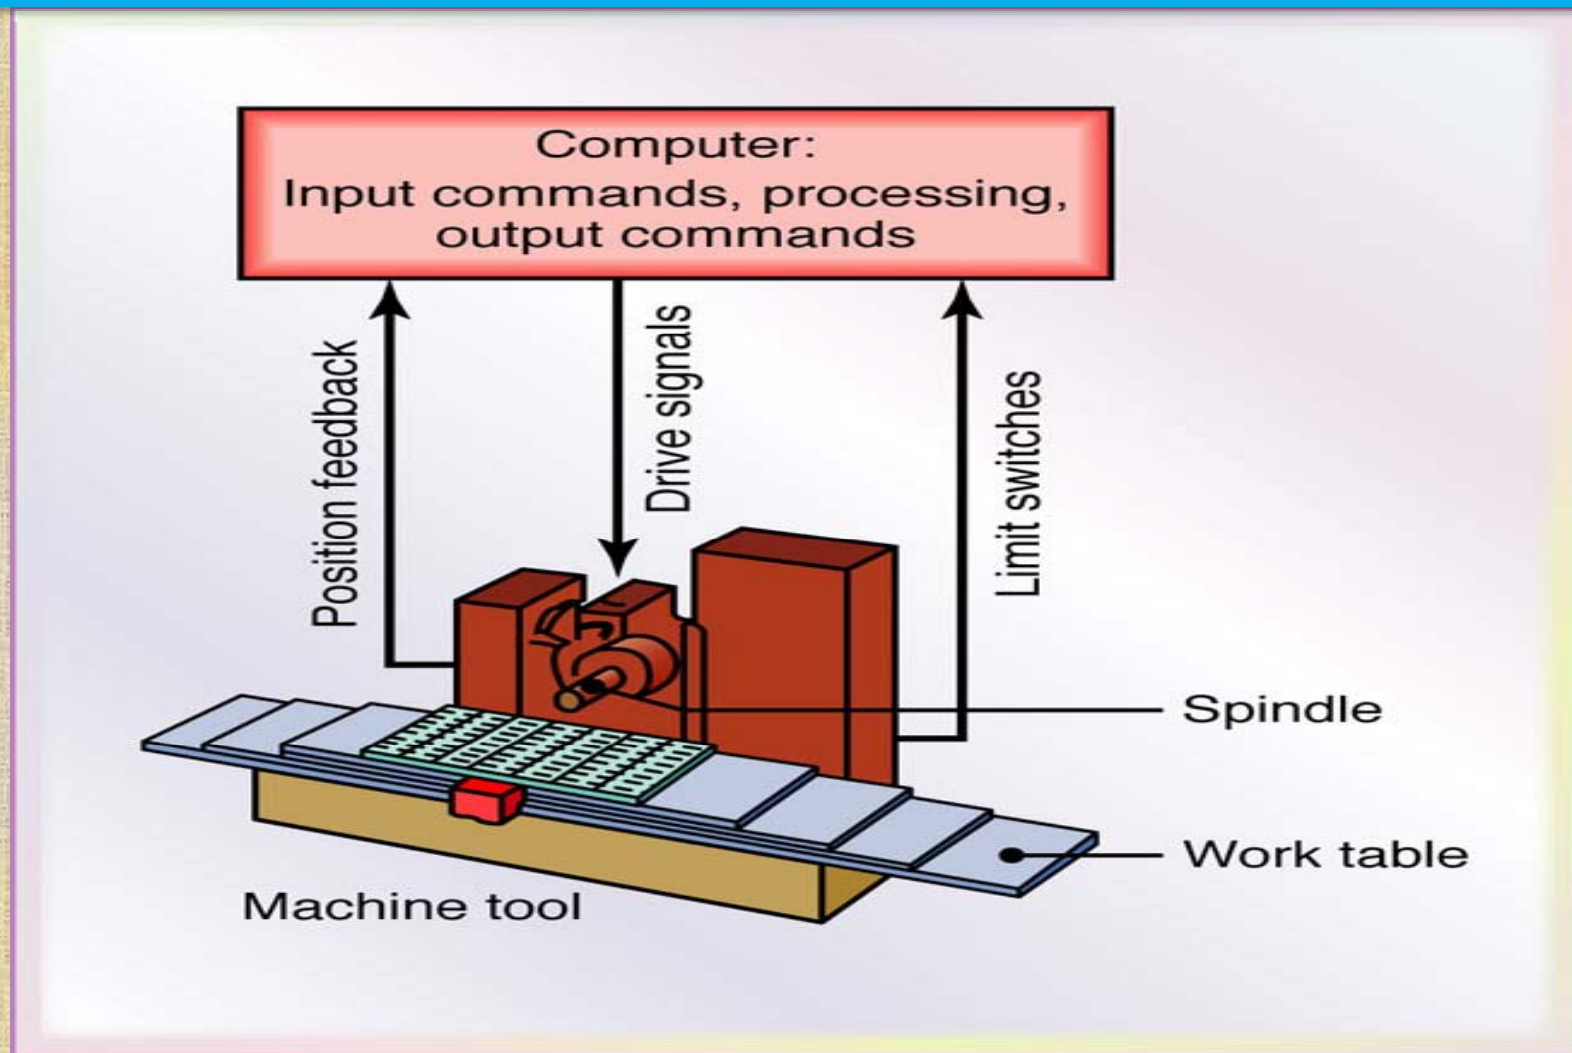 Computer:
Input commands, processing,
output commands
Position feedback
Drive signals
Limit switches
Spindle
Work table
Machine tool